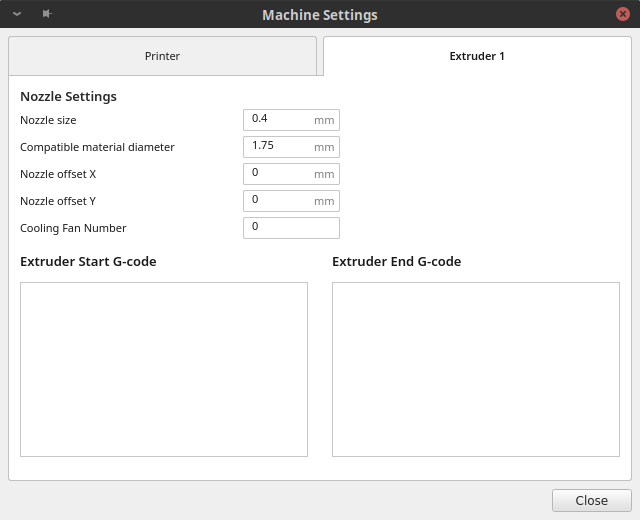 Machine Settings
Printer
Extruder 1
Nozzle Settings
Nozzle size 0.4 mm
Compatible material diameter 1.75 mm
Nozzle offset X 0 mm
Nozzle offset Y 0 mm
Cooling Fan Number 0
Extruder Start G-code
Extruder End G-code
Close